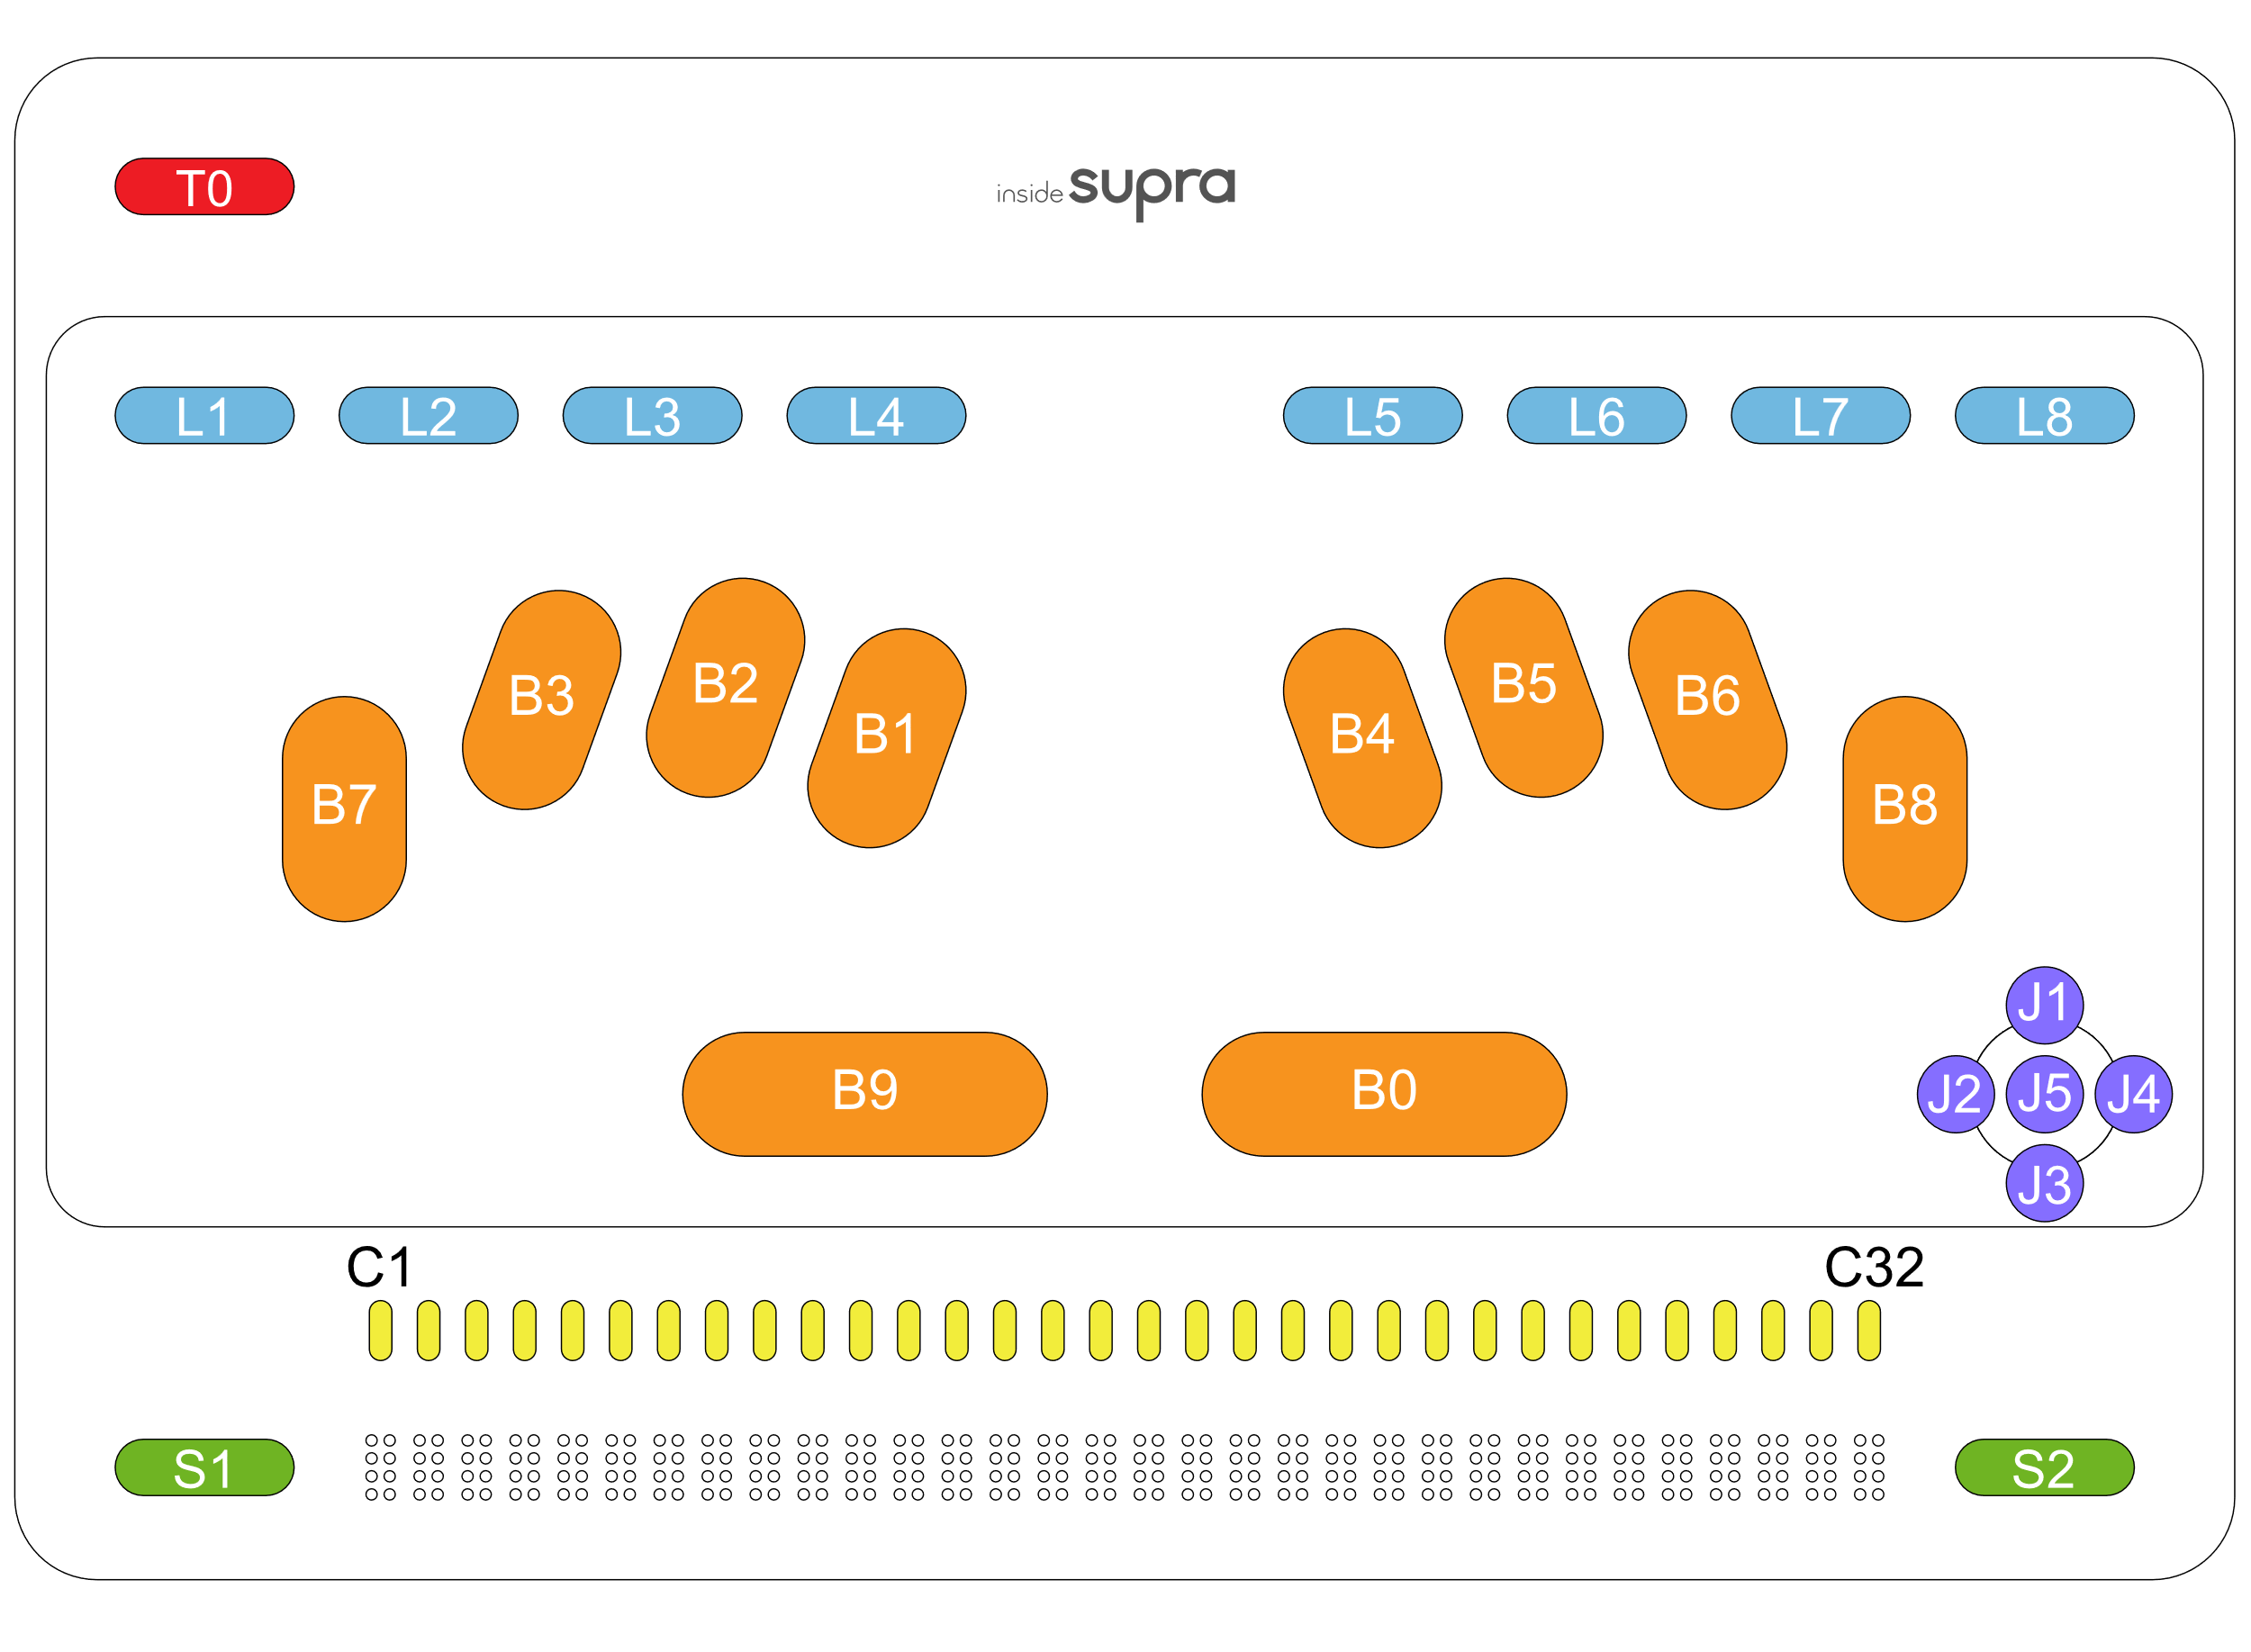 T0
inside supra
L1 L2 L3 L4 L5 L6 L7 L8
B7 B3 B2 B1 B4 B5 B6 B8
B9 B0
J1
J2 J5 J4
J3
C1 C32
S1 S2